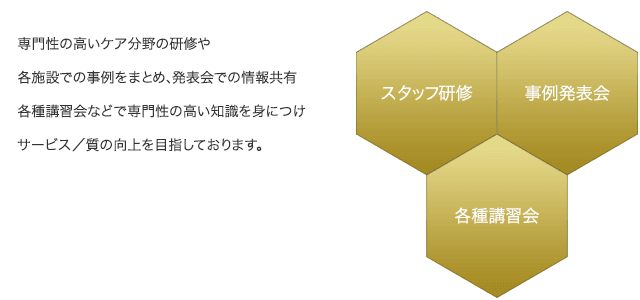 専門性の高いケア分野の研修や
各施設での事例をまとめ、発表会での情報共有
各種講習会などで専門性の高い知識を身につけ
サービス／質の向上を目指しております。
スタッフ研修
事例発表会
各種講習会